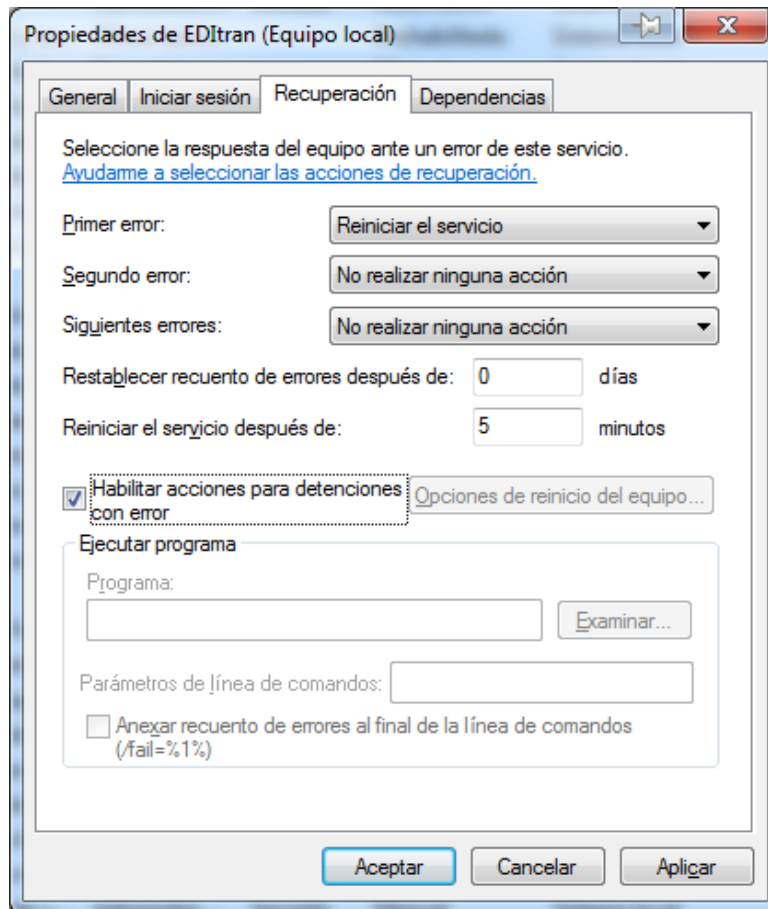 Propiedades de EDItran (Equipo local)
General
Iniciar sesión
Recuperación
Dependencias
Seleccione la respuesta del equipo ante un error de este servicio.
Ayudarme a seleccionar las acciones de recuperación.
Primer error:
Reiniciar el servicio
Segundo error:
No realizar ninguna acción
Siguientes errores:
No realizar ninguna acción
Restablecer recuento de errores después de:
0
días
Reiniciar el servicio después de:
5
minutos
Habilitar acciones para detenciones
con error
Opciones de reinicio del equipo...
Ejecutar programa
Programa:
Examinar...
Parámetros de línea de comandos:
Anexar recuento de errores al final de la línea de comandos
(/fail=%1%)
Aceptar
Cancelar
Aplicar